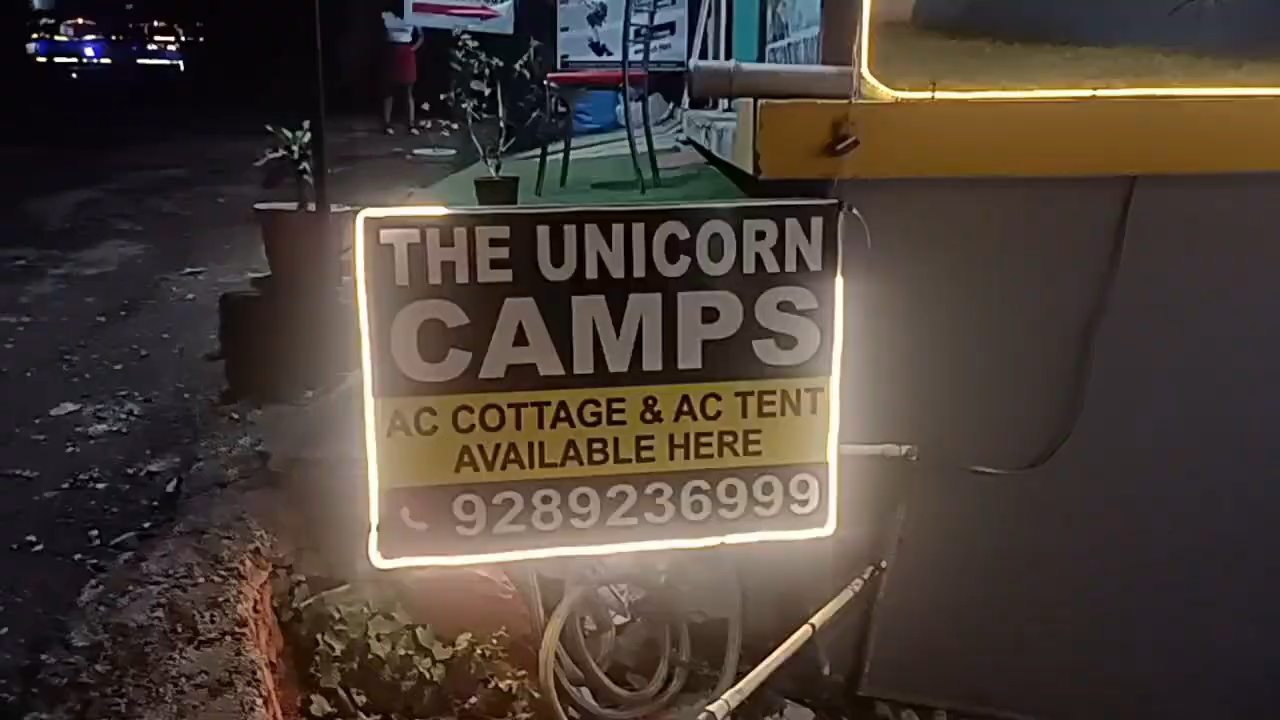 THE UNICORN
CAMPS
AC COTTAGE & AC TENT
AVAILABLE HERE
9289236999